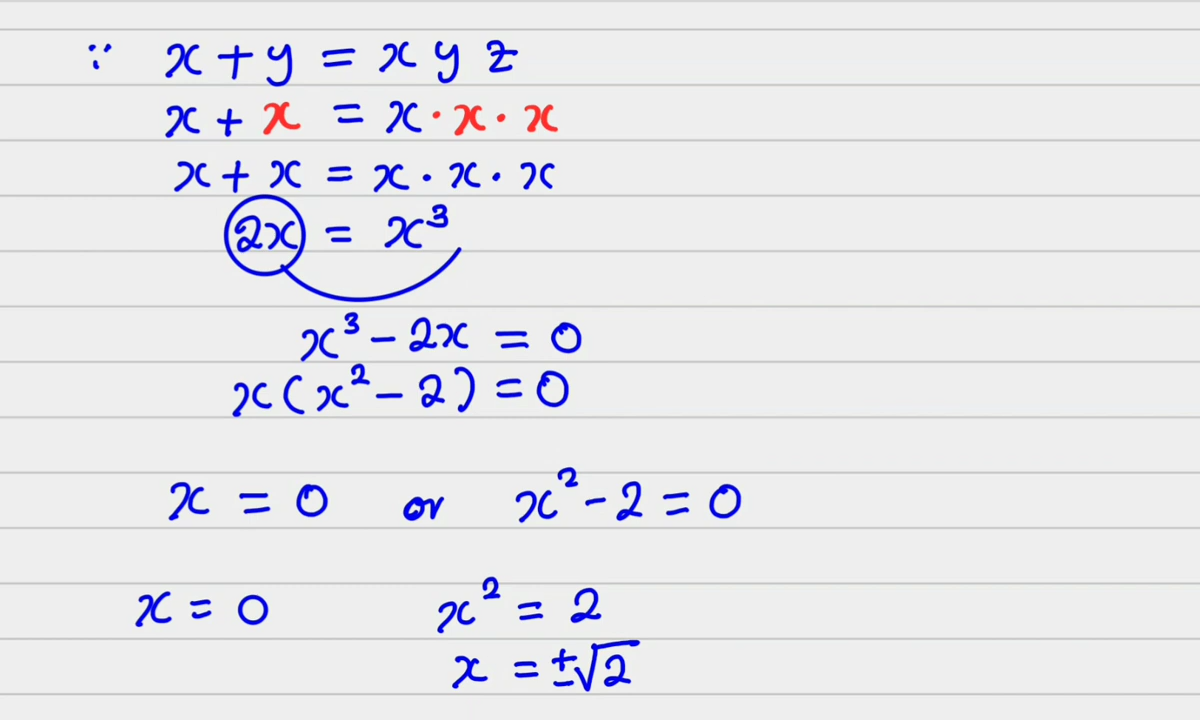 ∵ x + y = x y z
x + x = x · x · x
x + x = x · x · x
2x = x³
x³ - 2x = 0
x(x² - 2) = 0
x = 0 or x² - 2 = 0
x = 0 x² = 2
x = ±√2